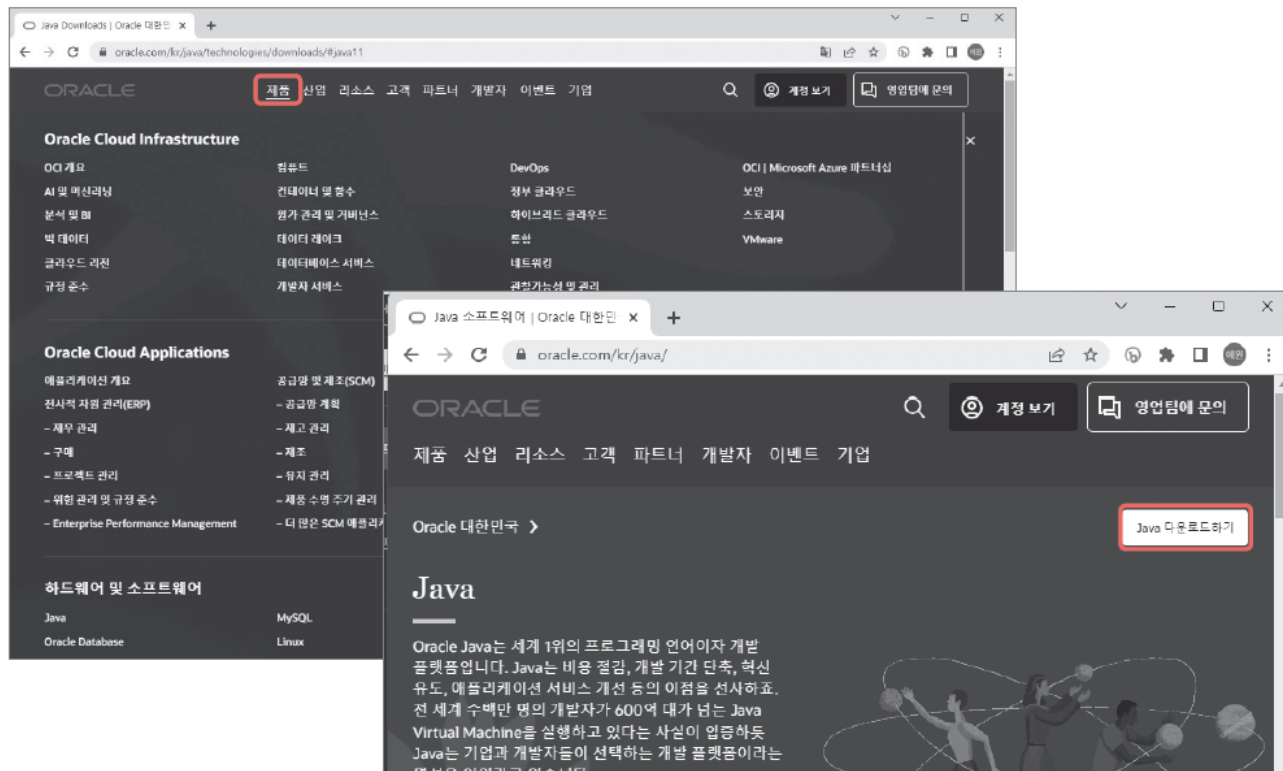 Java Downloads | Oracle 대한민
oracle.com/kr/java/technologies/downloads/#java11
ORACLE
제품 산업 리소스 고객 파트너 개발자 이벤트 기업
계정 보기
영업팀에 문의
Oracle Cloud Infrastructure
OCI 개요 컴퓨트 DevOps OCI | Microsoft Azure 파트너십
AI 및 머신러닝 컨테이너 및 함수 정부 클라우드 보안
분석 및 BI 원가 관리 및 거버넌스 하이브리드 클라우드 스토리지
빅 데이터 데이터 레이크 통합 VMware
클라우드 리전 데이터베이스 서비스 네트워킹
규정 준수 개발자 서비스 관찰가능성 및 관리
Oracle Cloud Applications
애플리케이션 개요 공급망 및 제조(SCM)
전사적 자원 관리(ERP) – 공급망 계획
– 재무 관리 – 재고 관리
– 구매 – 제조
– 프로젝트 관리 – 유지 관리
– 위험 관리 및 규정 준수 – 제품 수명 주기 관리
– Enterprise Performance Management – 더 많은 SCM 애플리케
하드웨어 및 소프트웨어
Java MySQL
Oracle Database Linux
Java 소프트웨어 | Oracle 대한민
oracle.com/kr/java/
예원
ORACLE
계정 보기
영업팀에 문의
제품 산업 리소스 고객 파트너 개발자 이벤트 기업
Oracle 대한민국
Java 다운로드하기
Java
Oracle Java는 세계 1위의 프로그래밍 언어이자 개발
플랫폼입니다. Java는 비용 절감, 개발 기간 단축, 혁신
유도, 애플리케이션 서비스 개선 등의 이점을 선사하죠.
전 세계 수백만 명의 개발자가 600억 대가 넘는 Java
Virtual Machine을 실행하고 있다는 사실이 입증하듯
Java는 기업과 개발자들이 선택하는 개발 플랫폼이라는